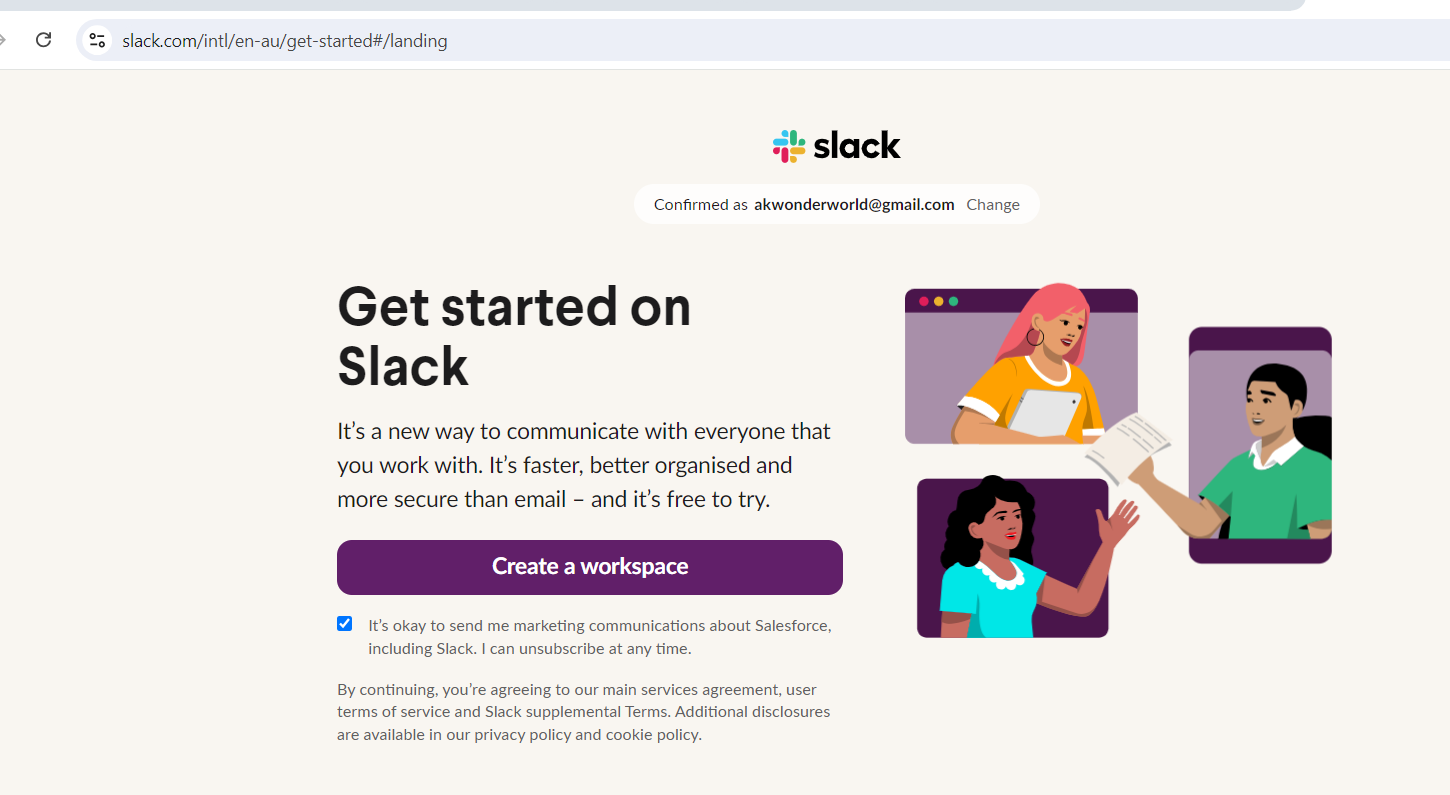 slack.com/intl/en-au/get-started#/landing
slack
Confirmed as akwonderworld@gmail.com Change
Get started on
Slack
It’s a new way to communicate with everyone that
you work with. It’s faster, better organised and
more secure than email – and it’s free to try.
Create a workspace
It’s okay to send me marketing communications about Salesforce,
including Slack. I can unsubscribe at any time.
By continuing, you’re agreeing to our main services agreement, user
terms of service and Slack supplemental Terms. Additional disclosures
are available in our privacy policy and cookie policy.